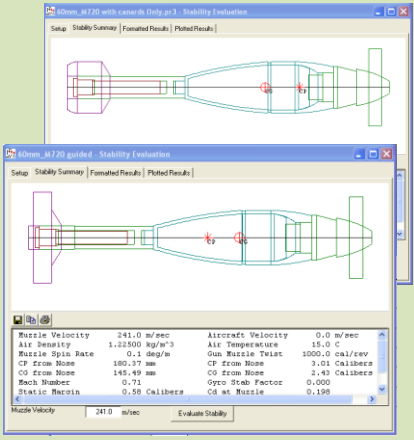 60mm_M720 with canards Only.pr3 - Stability Evaluation
Setup Stability Summary Formatted Results Plotted Results
CG CP
60mm_M720 guided - Stability Evaluation
Setup Stability Summary Formatted Results Plotted Results
CP CG
Muzzle Velocity 241.0 m/sec Aircraft Velocity 0.0 m/sec
Air Density 1.22500 kg/m^3 Air Temperature 15.0 C
Muzzle Spin Rate 0.1 deg/m Gun Muzzle Twist 1000.0 cal/rev
CP from Nose 180.37 mm CP from Nose 3.01 Calibers
CG from Nose 145.49 mm CG from Nose 2.43 Calibers
Mach Number 0.71 Gyro Stab Factor 0.000
Static Margin 0.58 Calibers Cd at Muzzle 0.198
Muzzle Velocity 241.0 m/sec Evaluate Stability